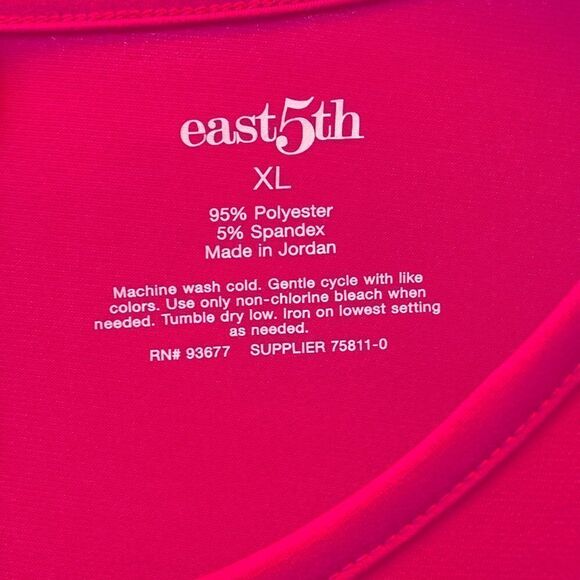 east5th
XL
95% Polyester
5% Spandex
Made in Jordan
Machine wash cold. Gentle cycle with like
colors. Use only non-chlorine bleach when
needed. Tumble dry low. Iron on lowest setting
as needed.
RN# 93677 SUPPLIER 75811-0